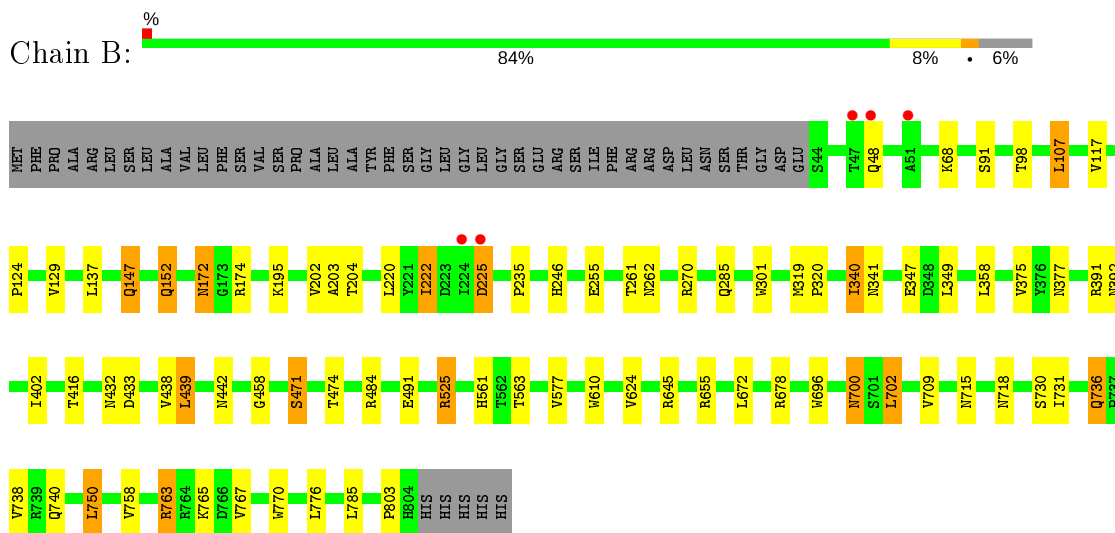 %
Chain B:
84% 8% • 6%
MET PHE PRO ALA ARG LEU SER LEU ALA VAL LEU PHE SER VAL SER PRO ALA LEU ALA TYR PHE SER GLY LEU GLY LEU GLY SER GLU ARG SER ILE PHE ARG ARG ASP LEU ASN SER THR GLY ASP GLU S44 T47 Q48 A51 K68 S91 T98 L107 V117
P124 V129 L137 Q147 Q152 N172 G173 R174 K195 V202 A203 T204 L220 Y221 I222 D223 I224 D225 P235 H246 E255 T261 N262 R270 Q285 W301 M319 P320 I340 N341 E347 D348 L349 L358 V375 Y376 N377 R391 N392
I402 T416 N432 D433 V438 L439 N442 G458 S471 T474 R484 E491 R525 H561 T562 T563 V577 W610 V624 R645 R655 L672 R678 W696 N700 S701 L702 V709 N715 N718 S730 I731 Q736 P737
V738 R739 Q740 L750 V758 R763 R764 K765 D766 V767 W770 L776 L785 P803 H804 HIS HIS HIS HIS HIS